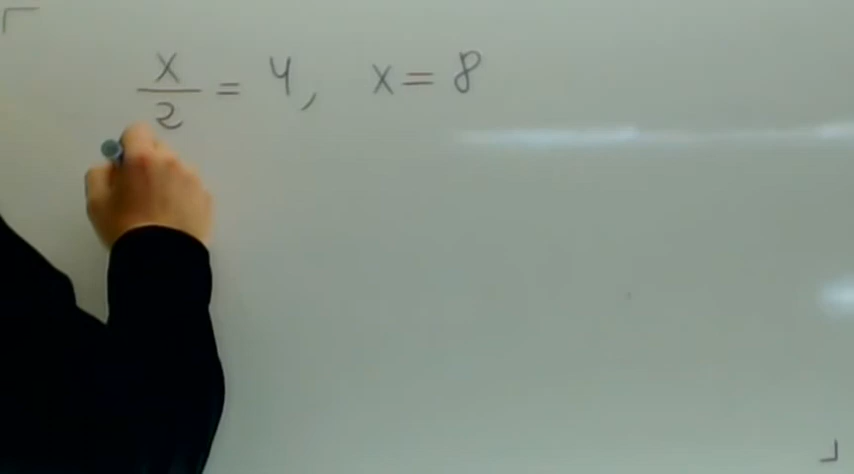 x/2 = 4, x = 8